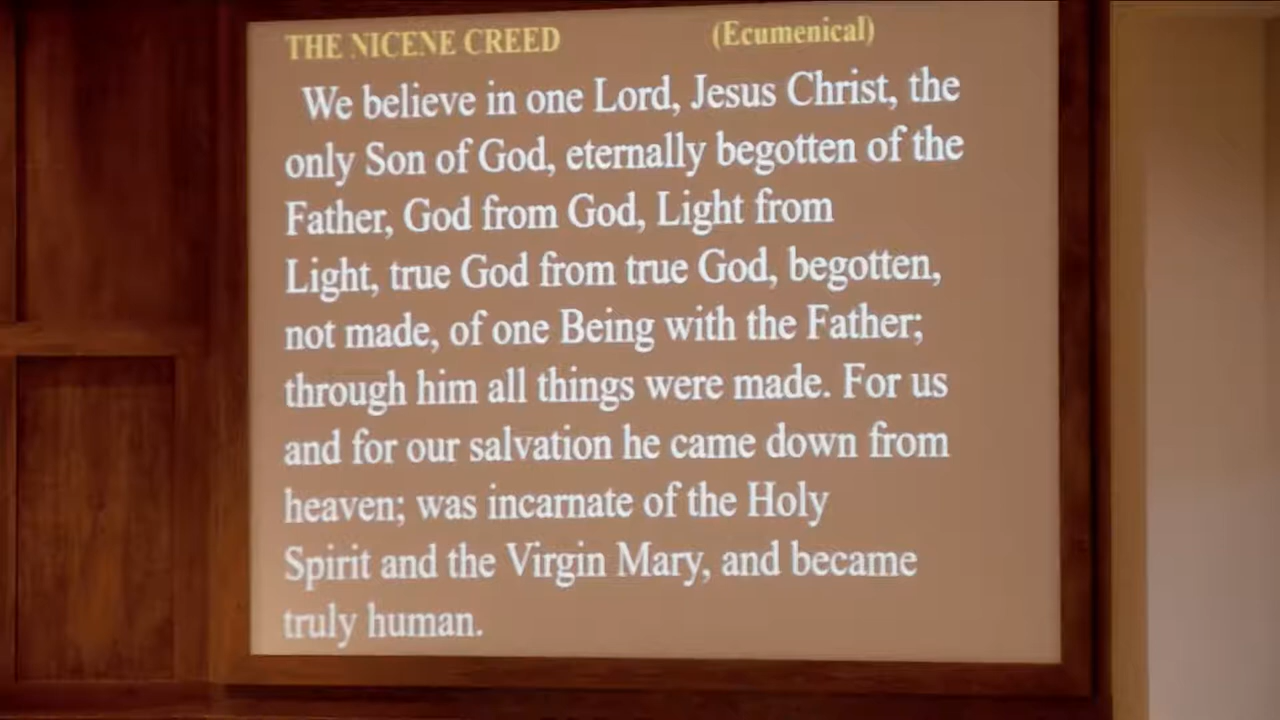 THE NICENE CREED (Ecumenical)
We believe in one Lord, Jesus Christ, the
only Son of God, eternally begotten of the
Father, God from God, Light from
Light, true God from true God, begotten,
not made, of one Being with the Father;
through him all things were made. For us
and for our salvation he came down from
heaven; was incarnate of the Holy
Spirit and the Virgin Mary, and became
truly human.